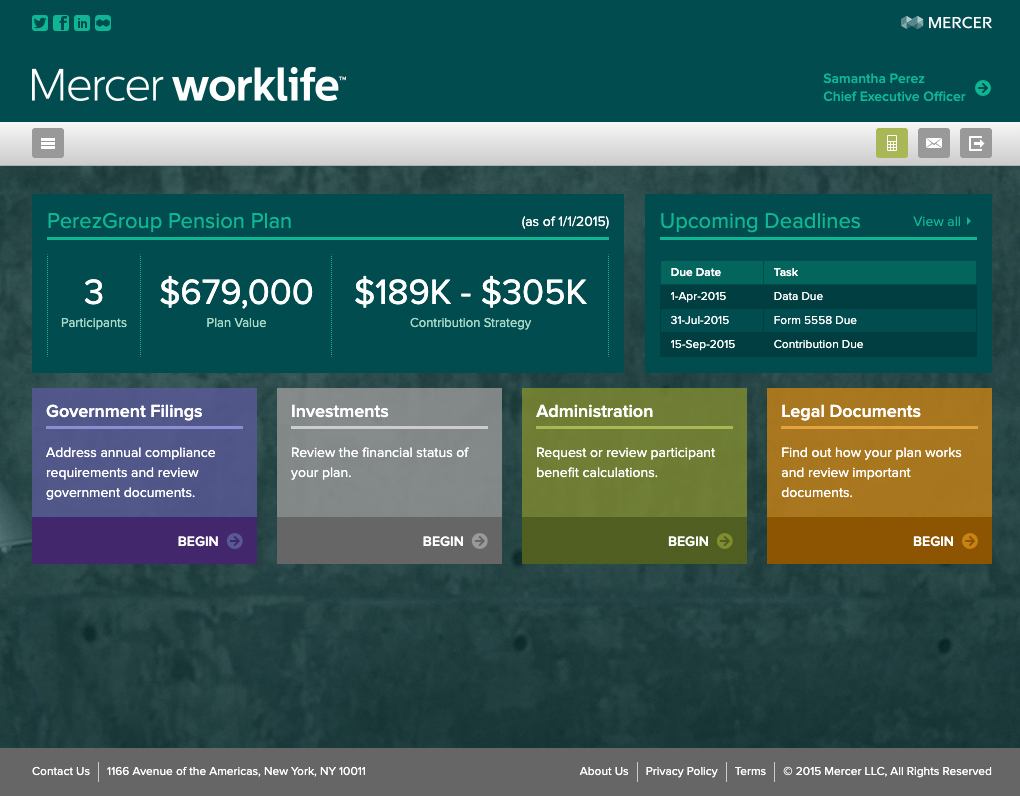 MERCER
Mercer worklife™
Samantha Perez
Chief Executive Officer
PerezGroup Pension Plan
(as of 1/1/2015)
3
Participants
$679,000
Plan Value
$189K - $305K
Contribution Strategy
Upcoming Deadlines
View all
Due Date Task
1-Apr-2015 Data Due
31-Jul-2015 Form 5558 Due
15-Sep-2015 Contribution Due
Government Filings
Address annual compliance
requirements and review
government documents.
BEGIN
Investments
Review the financial status of
your plan.
BEGIN
Administration
Request or review participant
benefit calculations.
BEGIN
Legal Documents
Find out how your plan works
and review important
documents.
BEGIN
Contact Us 1166 Avenue of the Americas, New York, NY 10011
About Us Privacy Policy Terms © 2015 Mercer LLC, All Rights Reserved